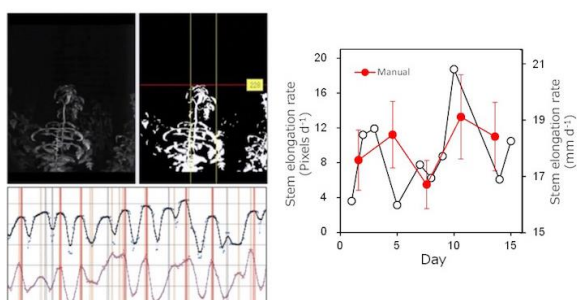 20
16
12
8
4
0
Stem elongation rate
(Pixels d⁻¹)
Manual
0
5
10
15
Day
21
19
17
15
Stem elongation rate
(mm d⁻¹)